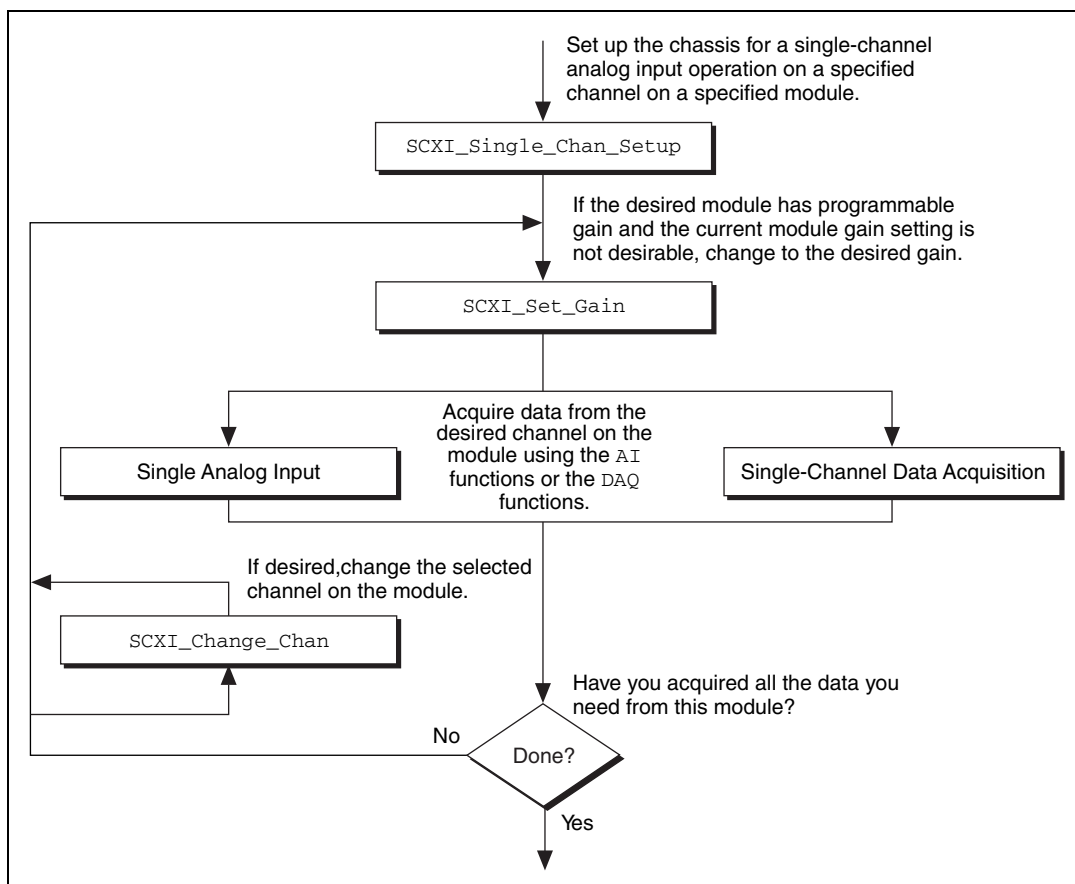 Set up the chassis for a single-channel
analog input operation on a specified
channel on a specified module.
SCXI_Single_Chan_Setup
If the desired module has programmable
gain and the current module gain setting is
not desirable, change to the desired gain.
SCXI_Set_Gain
Acquire data from the
desired channel on the
module using the AI
functions or the DAQ
functions.
Single Analog Input
Single-Channel Data Acquisition
If desired,change the selected
channel on the module.
SCXI_Change_Chan
Have you acquired all the data you
need from this module?
No
Done?
Yes